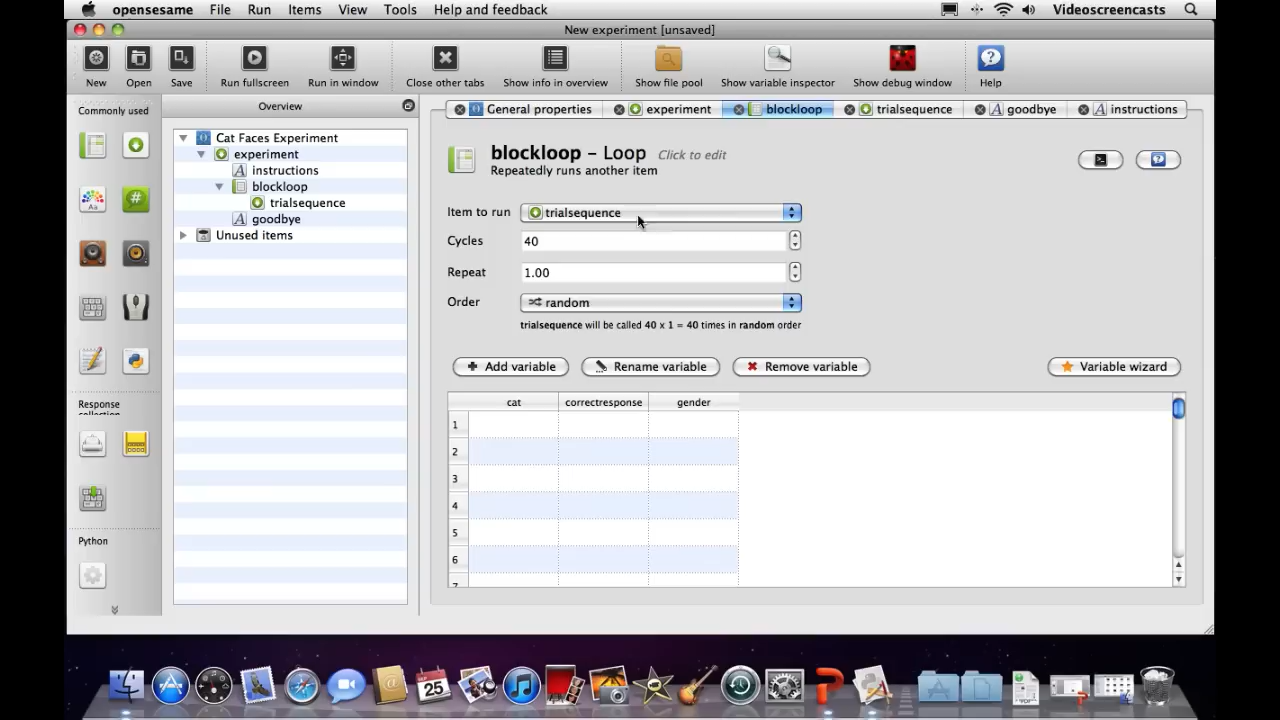 opensesame File Run Items View Tools Help and feedback Videoscreencasts
New experiment [unsaved]
New Open Save Run fullscreen Run in window Close other tabs Show info in overview Show file pool Show variable inspector Show debug window Help
Commonly used
Overview
General properties experiment blockloop trialsequence goodbye instructions
Cat Faces Experiment
experiment
instructions
blockloop
trialsequence
goodbye
Unused items
blockloop – Loop Click to edit
Repeatedly runs another item
Item to run trialsequence
Cycles 40
Repeat 1.00
Order random
trialsequence will be called 40 x 1 = 40 times in random order
Add variable Rename variable Remove variable Variable wizard
cat correctresponse gender
1
2
3
4
5
6
Response
Python
SEP
25